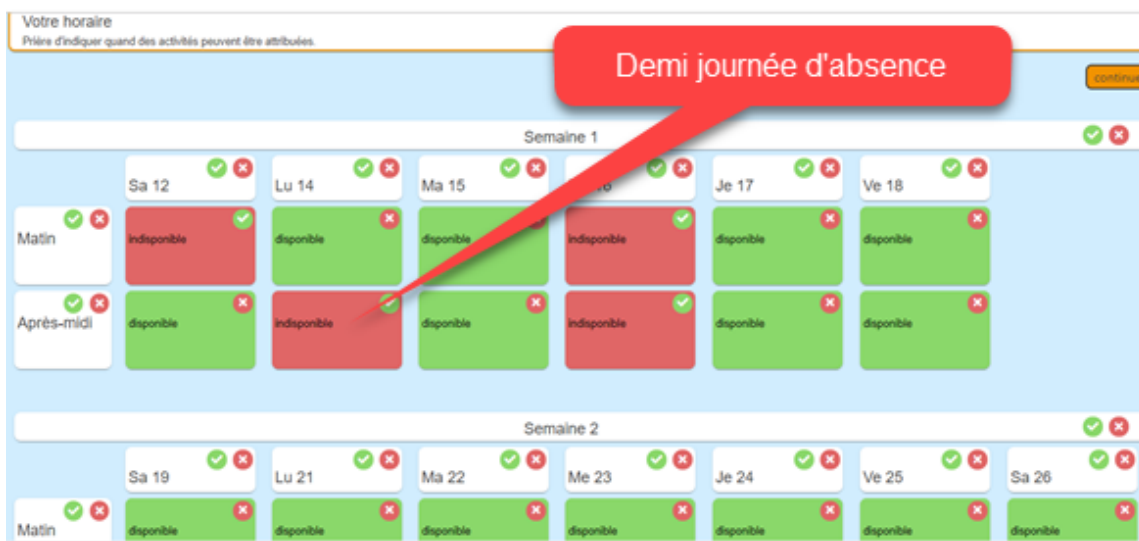 Votre horaire
Prière d'indiquer quand des activités peuvent être attribuées.
Demi journée d'absence
continue
Semaine 1
Sa 12 Lu 14 Ma 15 Je 17 Ve 18
Matin indisponible disponible disponible indisponible disponible disponible
Après-midi disponible indisponible disponible indisponible disponible disponible
Semaine 2
Sa 19 Lu 21 Ma 22 Me 23 Je 24 Ve 25 Sa 26
Matin disponible disponible disponible disponible disponible disponible disponible